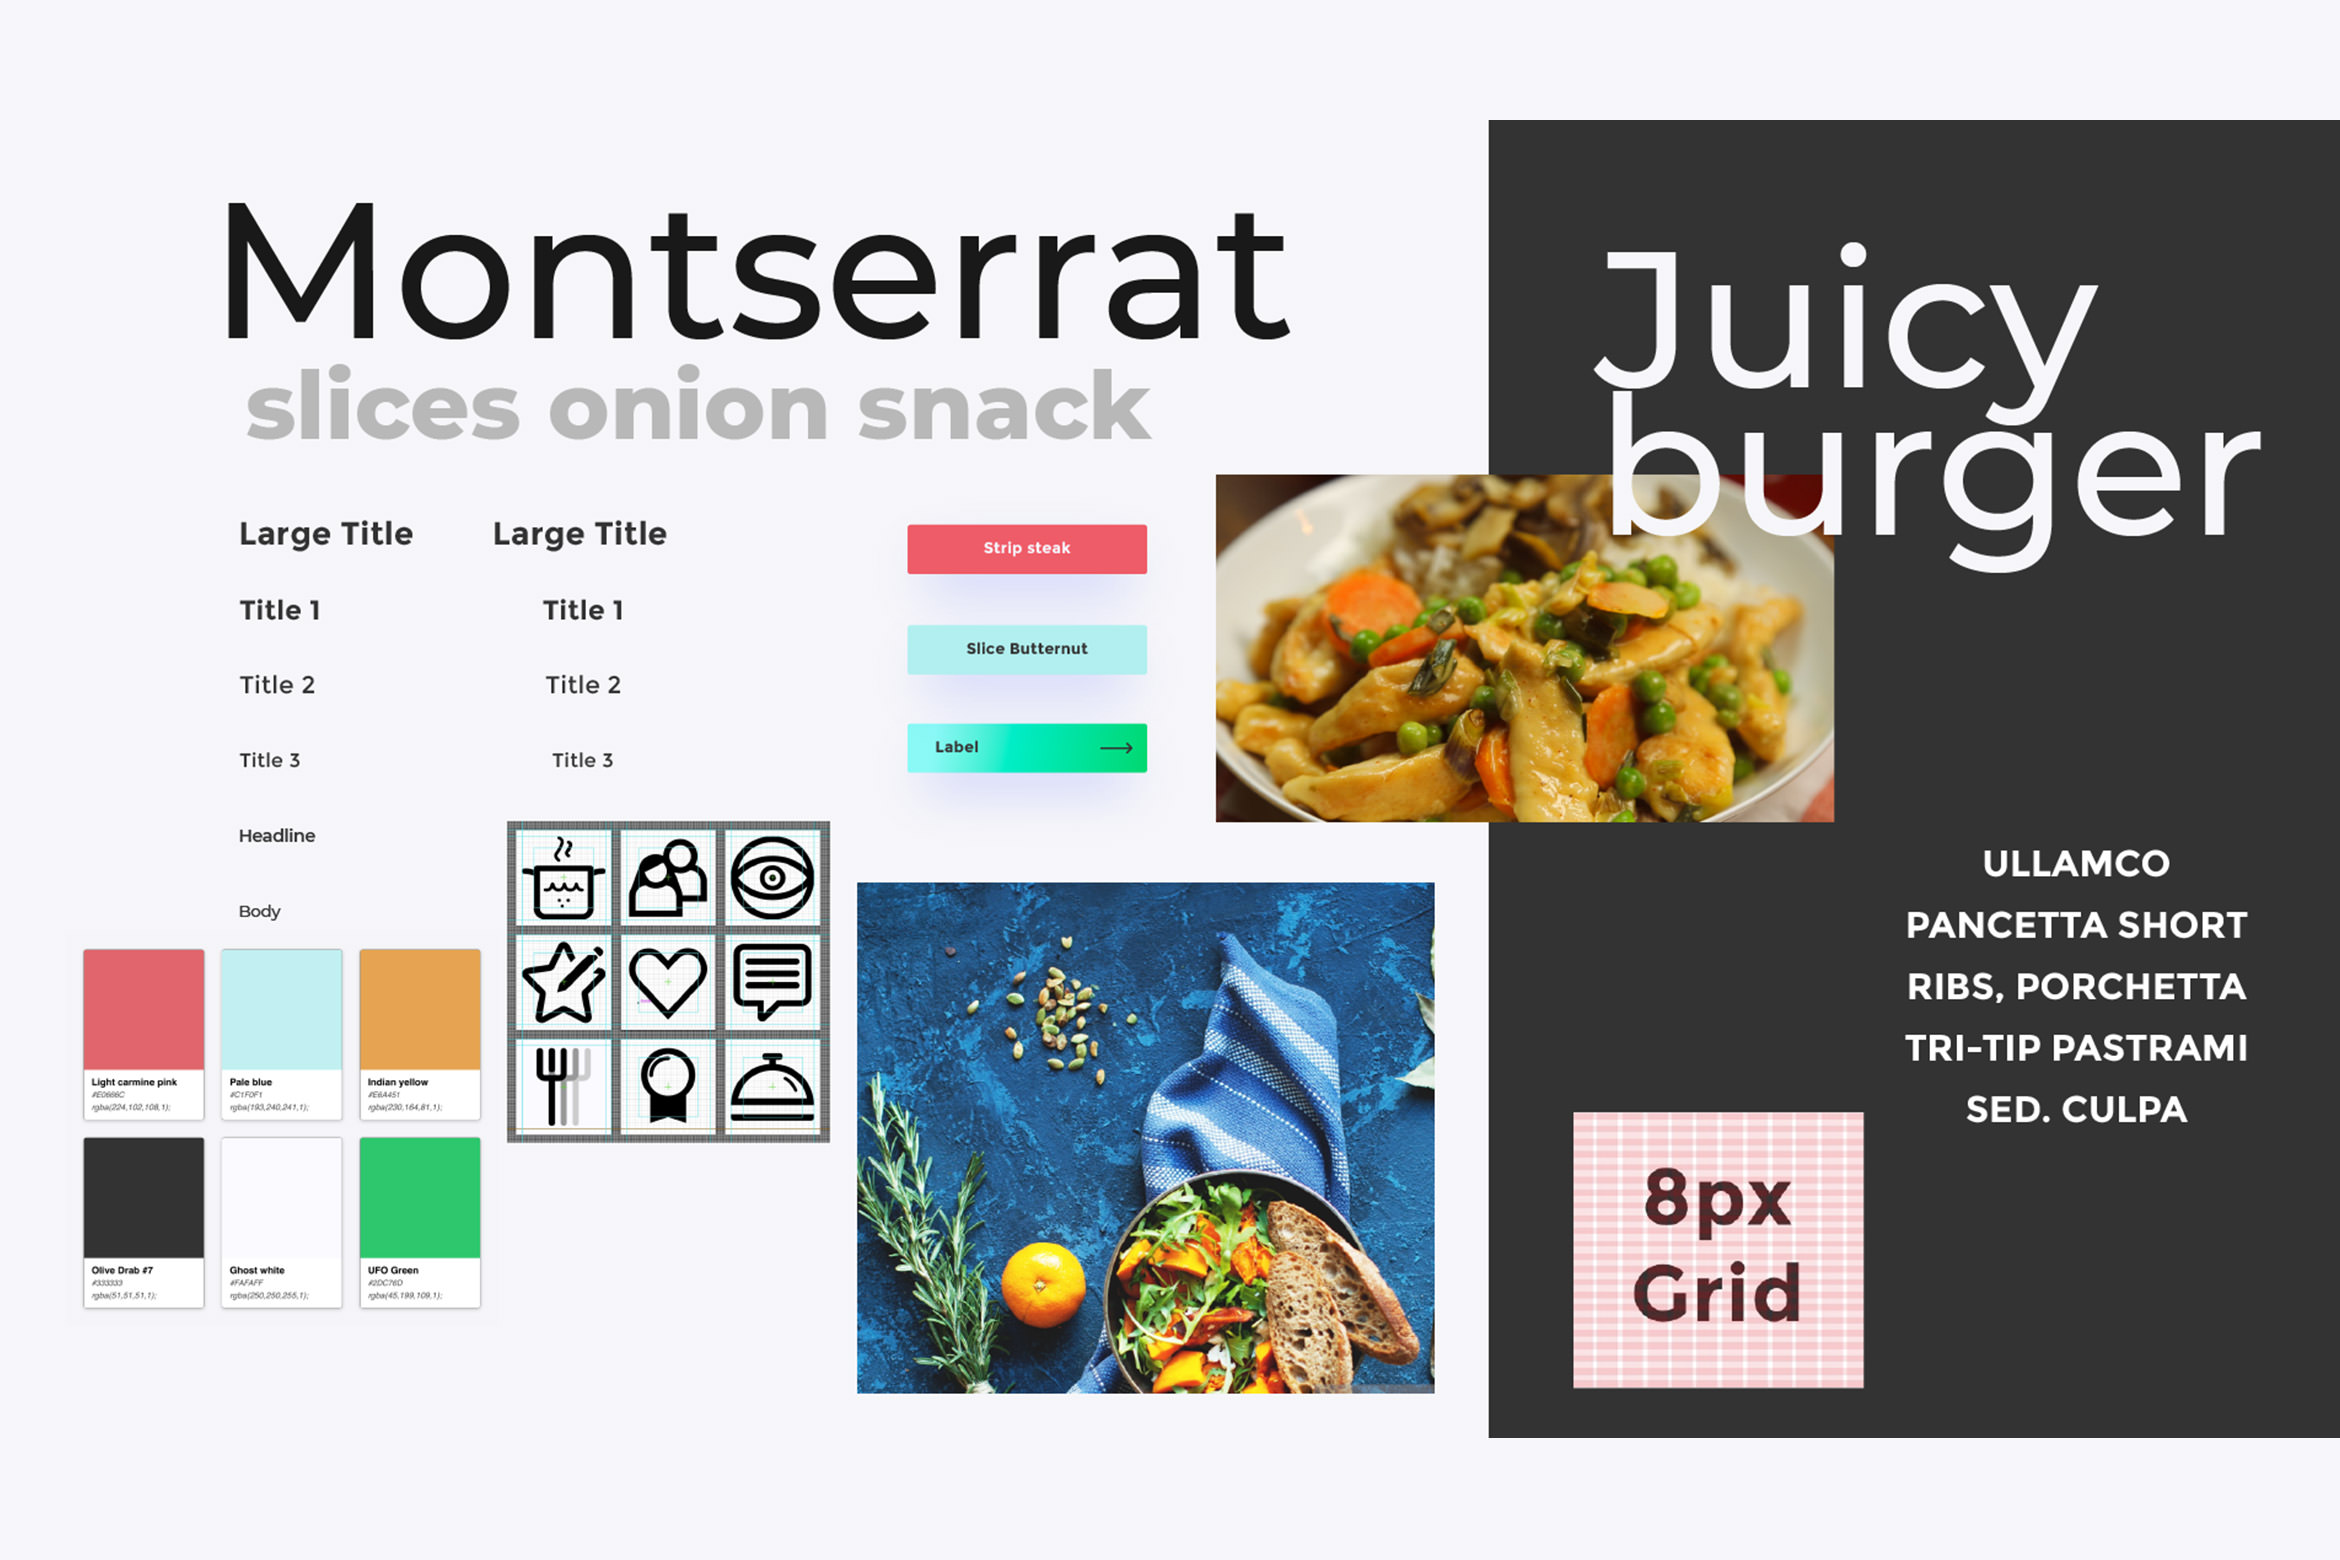 Montserrat
slices onion snack
Large Title
Large Title
Title 1
Title 1
Title 2
Title 2
Title 3
Title 3
Headline
Body
Strip steak
Slice Butternut
Label
Light carmine pink
#E0666C
rgba(224,102,108,1);
Pale blue
#C1F0F1
rgba(193,240,241,1);
Indian yellow
#E6A451
rgba(230,164,81,1);
Olive Drab #7
#333333
rgba(51,51,51,1);
Ghost white
#FAFAFF
rgba(250,250,255,1);
UFO Green
#2DC76D
rgba(45,199,109,1);
Juicy
burger
ULLAMCO
PANCETTA SHORT
RIBS, PORCHETTA
TRI-TIP PASTRAMI
SED. CULPA
8px
Grid